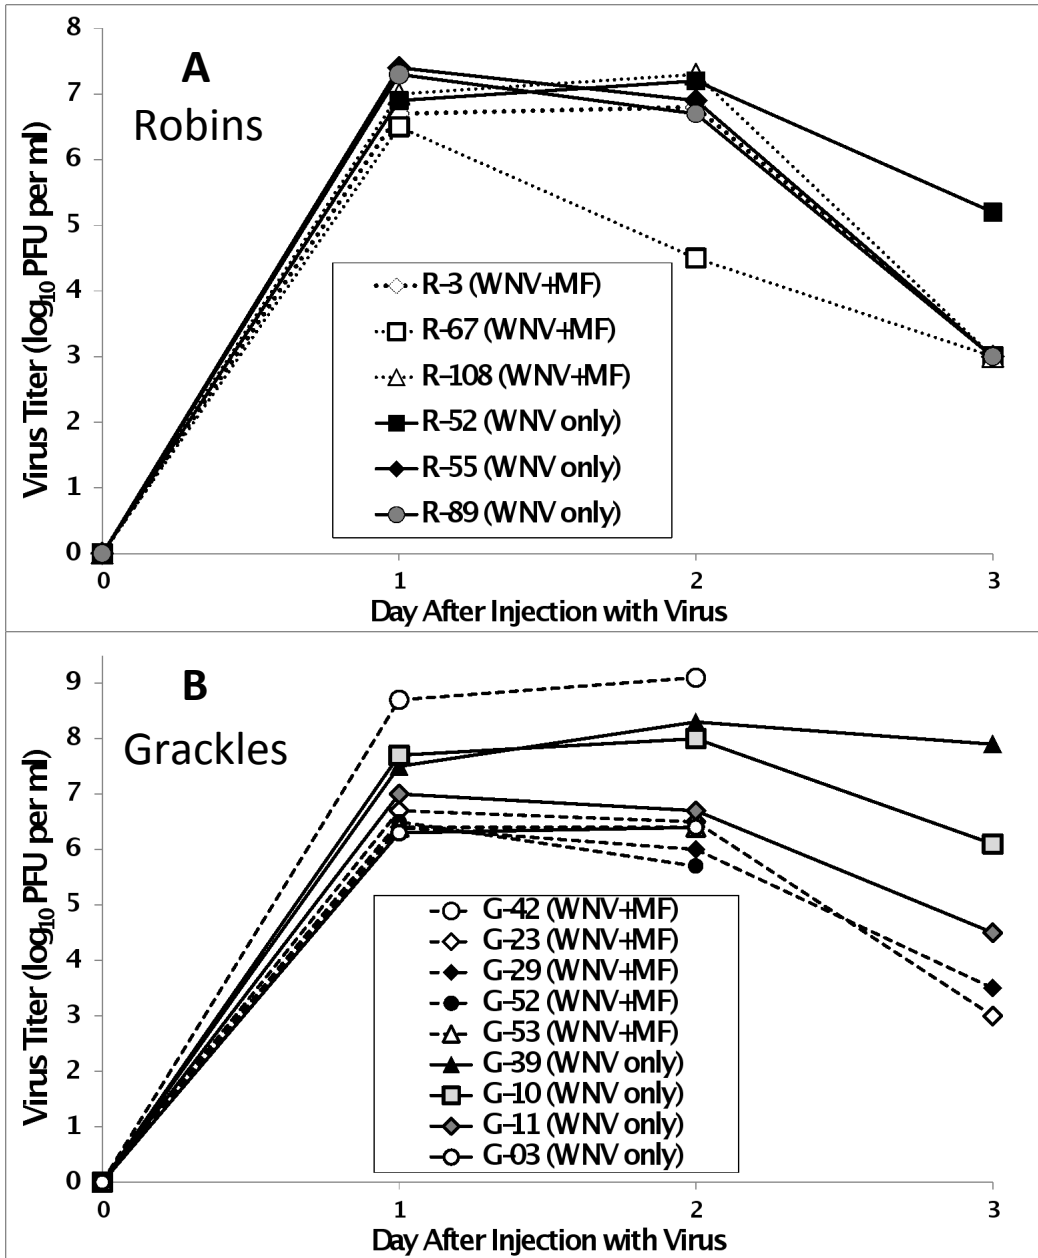 8
A
7
Robins
6
5
4
3
2
1
0
Virus Titer (log10 PFU per ml)
R-3 (WNV+MF)
R-67 (WNV+MF)
R-108 (WNV+MF)
R-52 (WNV only)
R-55 (WNV only)
R-89 (WNV only)
0 1 2 3
Day After Injection with Virus
B
9
Grackles
8
7
6
5
4
3
2
1
0
Virus Titer (log10 PFU per ml)
G-42 (WNV+MF)
G-23 (WNV+MF)
G-29 (WNV+MF)
G-52 (WNV+MF)
G-53 (WNV+MF)
G-39 (WNV only)
G-10 (WNV only)
G-11 (WNV only)
G-03 (WNV only)
0 1 2 3
Day After Injection with Virus